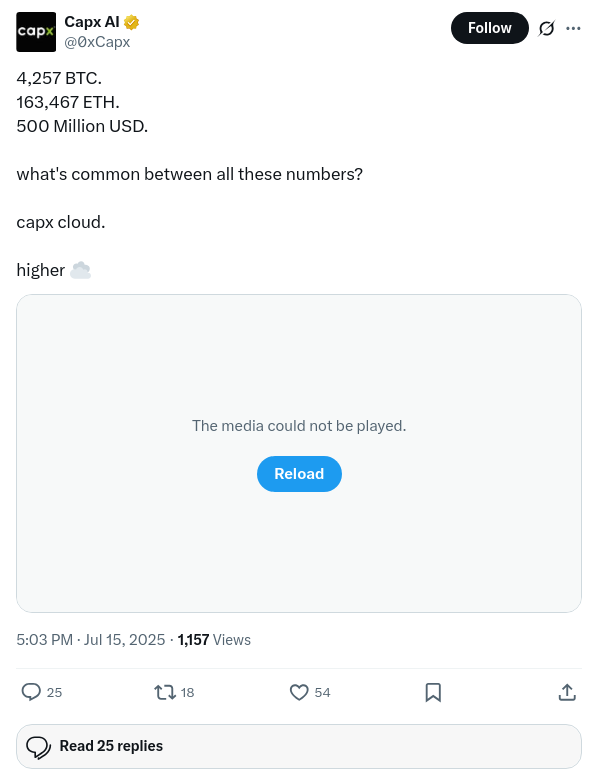 capx
Capx AI
@0xCapx
Follow
4,257 BTC.
163,467 ETH.
500 Million USD.
what's common between all these numbers?
capx cloud.
higher ☁️
The media could not be played.
Reload
5:03 PM · Jul 15, 2025 · 1,157 Views
25 18 54
Read 25 replies